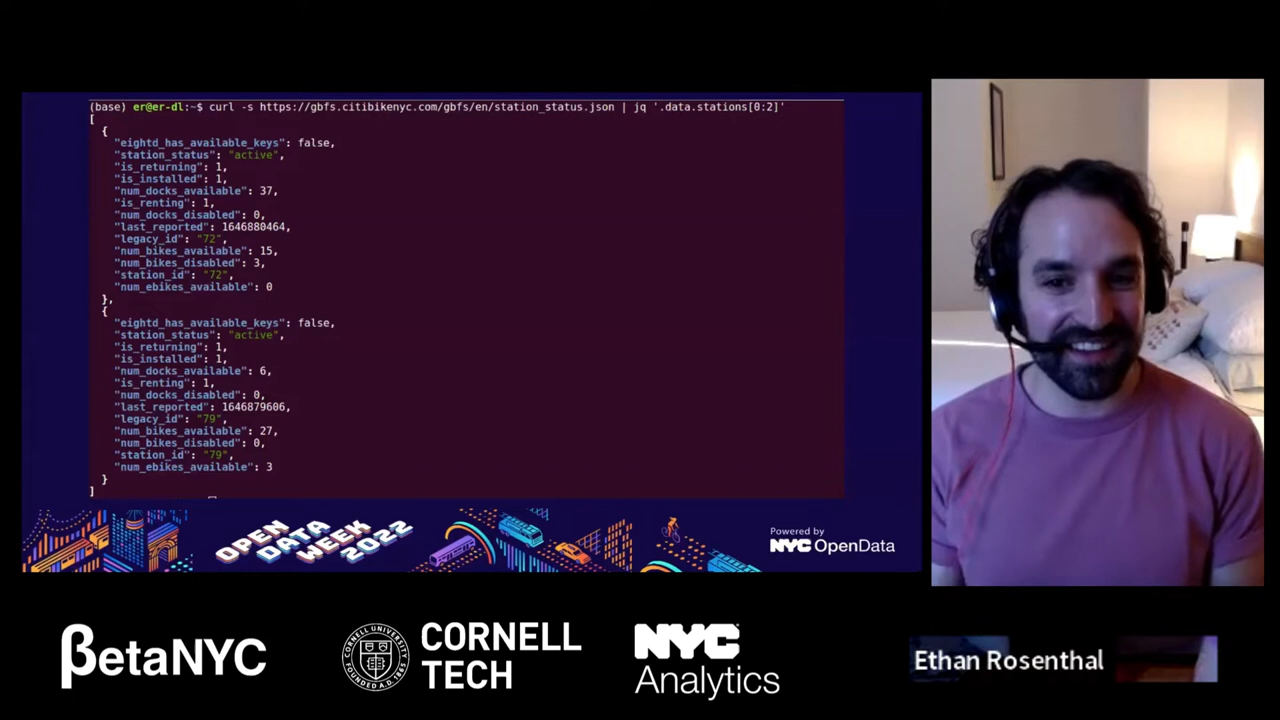 (base) er@er-dl:~$ curl -s https://gbfs.citibikenyc.com/gbfs/en/station_status.json | jq '.data.stations[0:2]'
[
{
"eightd_has_available_keys": false,
"station_status": "active",
"is_returning": 1,
"is_installed": 1,
"num_docks_available": 37,
"is_renting": 1,
"num_docks_disabled": 0,
"last_reported": 1646880464,
"legacy_id": "72",
"num_bikes_available": 15,
"num_bikes_disabled": 3,
"station_id": "72",
"num_ebikes_available": 0
},
{
"eightd_has_available_keys": false,
"station_status": "active",
"is_returning": 1,
"is_installed": 1,
"num_docks_available": 6,
"is_renting": 1,
"num_docks_disabled": 0,
"last_reported": 1646879606,
"legacy_id": "79",
"num_bikes_available": 27,
"num_bikes_disabled": 0,
"station_id": "79",
"num_ebikes_available": 3
}
]
OPEN
DATA
WEEK
2022
Powered by
NYC OpenData
βetaNYC
CORNELL UNIVERSITY
FOUNDED A.D. 1865
CORNELL
TECH
NYC
Analytics
Ethan Rosenthal